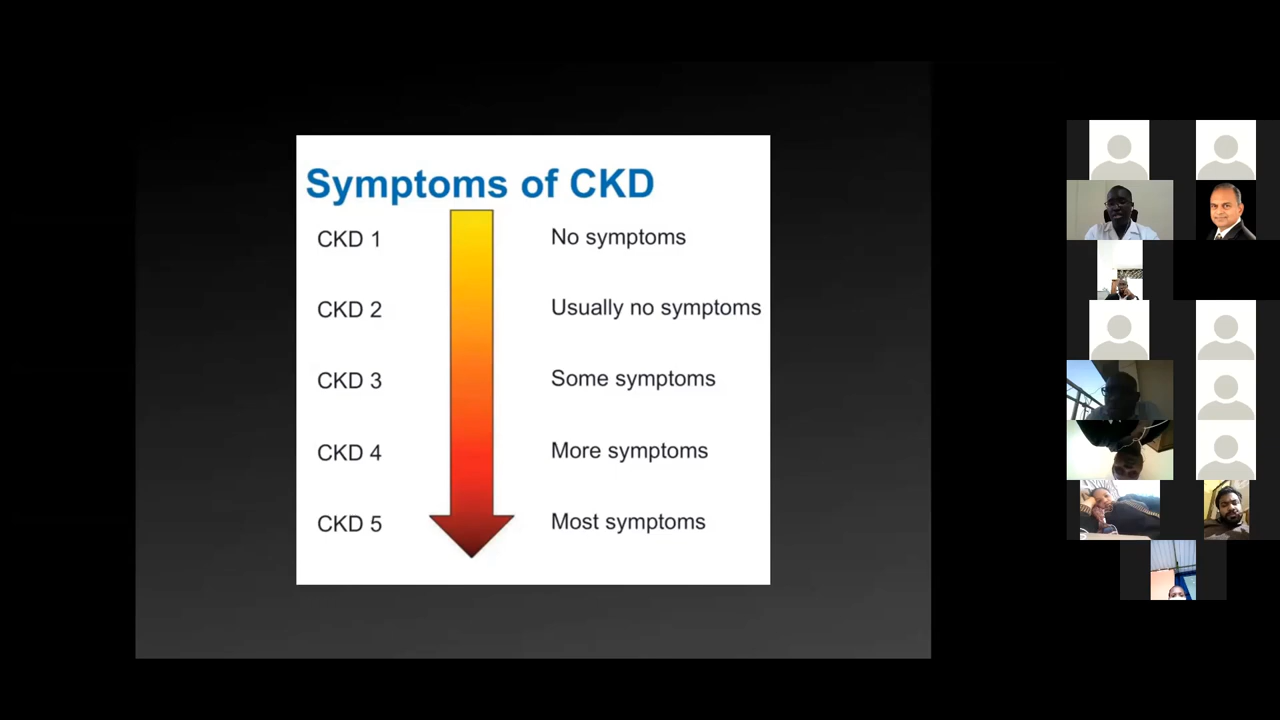 Symptoms of CKD
CKD 1 No symptoms
CKD 2 Usually no symptoms
CKD 3 Some symptoms
CKD 4 More symptoms
CKD 5 Most symptoms